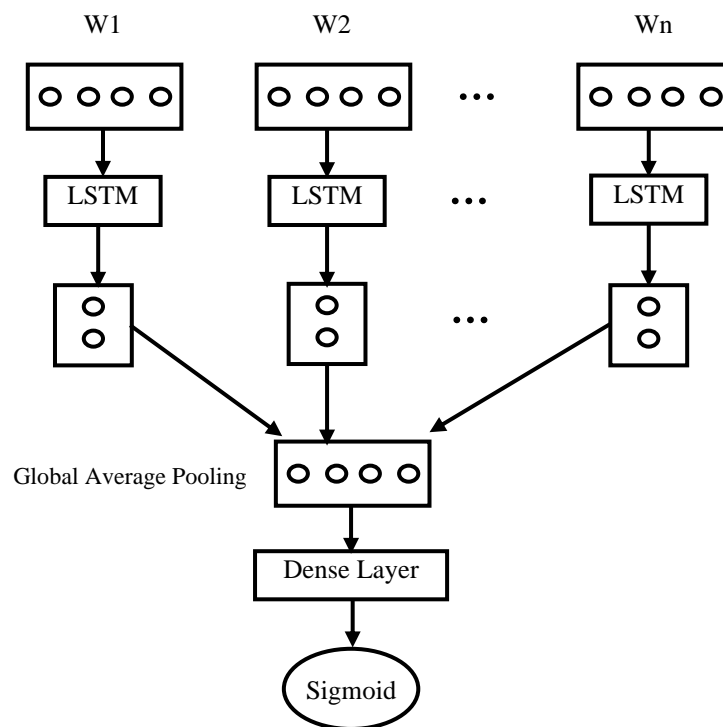 W1 W2 Wn
...
LSTM LSTM ... LSTM
...
Global Average Pooling
Dense Layer
Sigmoid